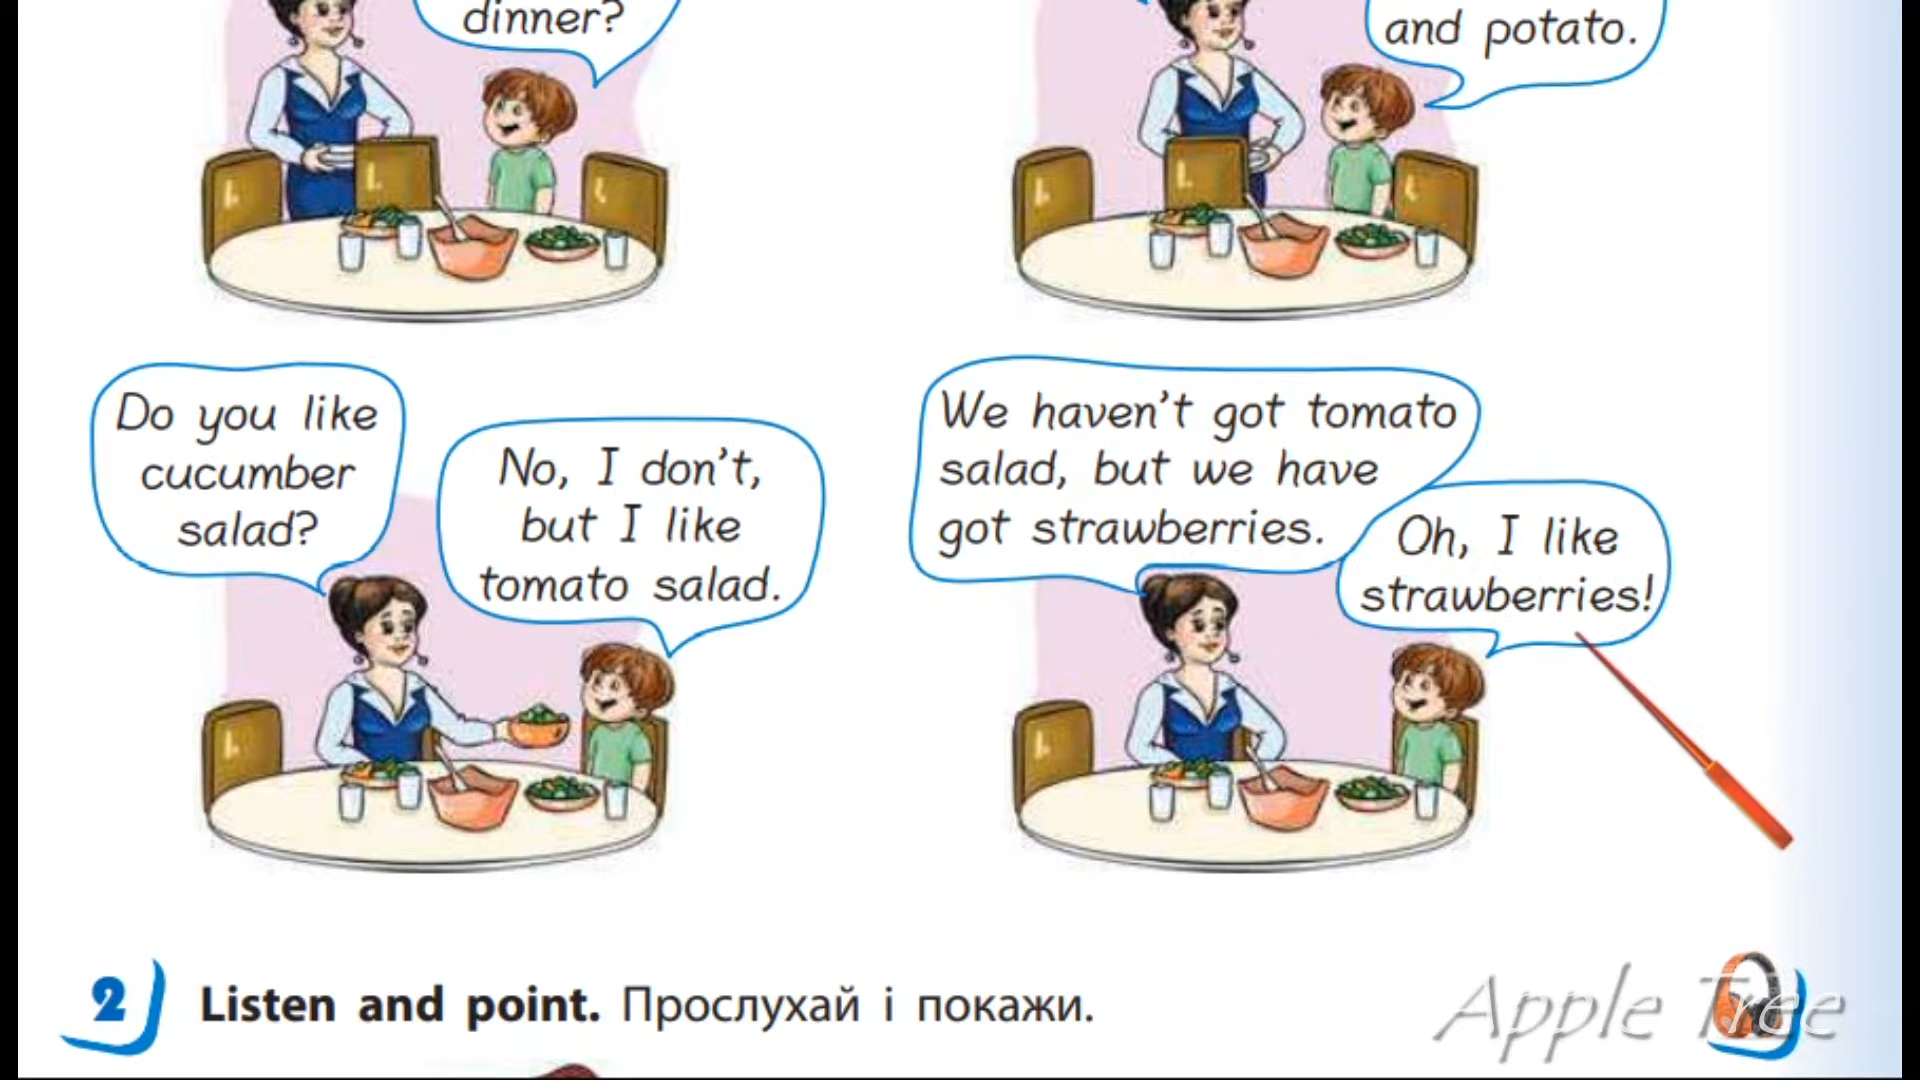 dinner?
and potato.
Do you like
cucumber
salad?
No, I don't,
but I like
tomato salad.
We haven't got tomato
salad, but we have
got strawberries.
Oh, I like
strawberries!
2 Listen and point. Прослухай і покажи.
Apple Tree